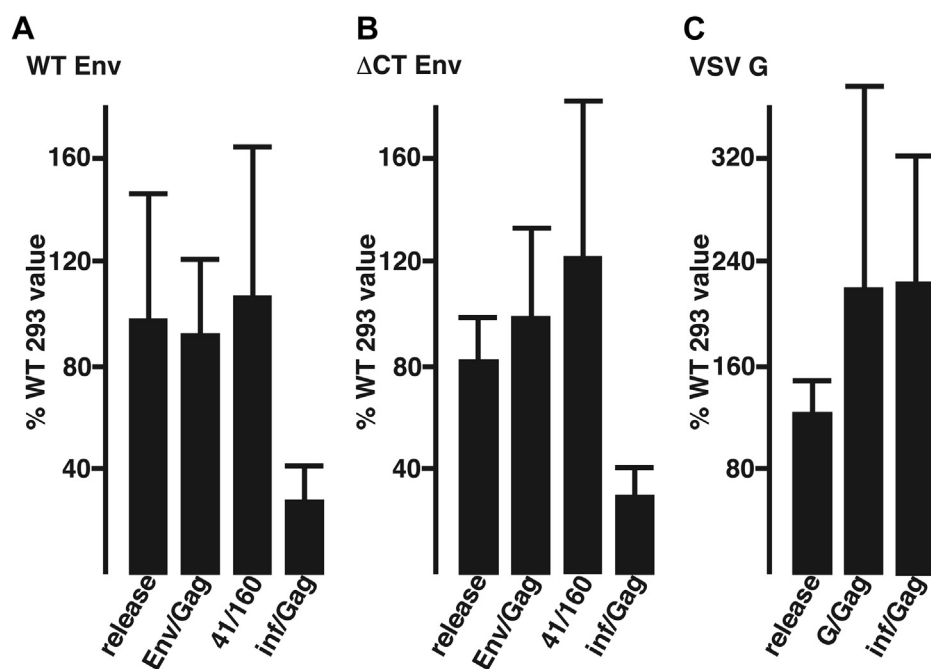 A
WT Env
% WT 293 value
160
120
80
40
release
Env/Gag
41/160
inf/Gag
B
ΔCT Env
% WT 293 value
160
120
80
40
release
Env/Gag
41/160
inf/Gag
C
VSV G
% WT 293 value
320
240
160
80
release
G/Gag
inf/Gag